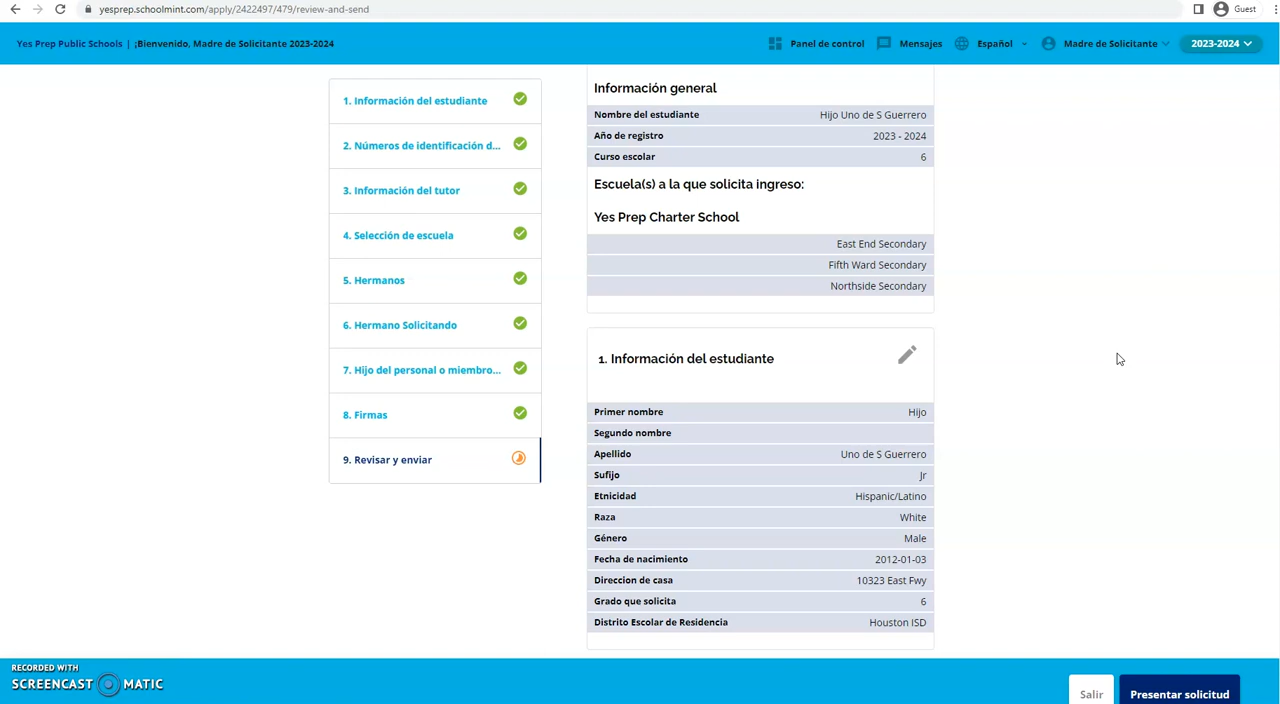 yesprep.schoolmint.com/apply/2422497/479/review-and-send
Guest
Yes Prep Public Schools | ¡Bienvenido, Madre de Solicitante 2023-2024
Panel de control
Mensajes
Español
Madre de Solicitante
2023-2024
1. Información del estudiante
2. Números de identificación d...
3. Información del tutor
4. Selección de escuela
5. Hermanos
6. Hermano Solicitando
7. Hijo del personal o miembro...
8. Firmas
9. Revisar y enviar
Información general
Nombre del estudiante Hijo Uno de S Guerrero
Año de registro 2023 - 2024
Curso escolar 6
Escuela(s) a la que solicita ingreso:
Yes Prep Charter School
East End Secondary
Fifth Ward Secondary
Northside Secondary
1. Información del estudiante
Primer nombre Hijo
Segundo nombre
Apellido Uno de S Guerrero
Sufijo Jr
Etnicidad Hispanic/Latino
Raza White
Género Male
Fecha de nacimiento 2012-01-03
Direccion de casa 10323 East Fwy
Grado que solicita 6
Distrito Escolar de Residencia Houston ISD
RECORDED WITH
SCREENCAST MATIC
Salir
Presentar solicitud